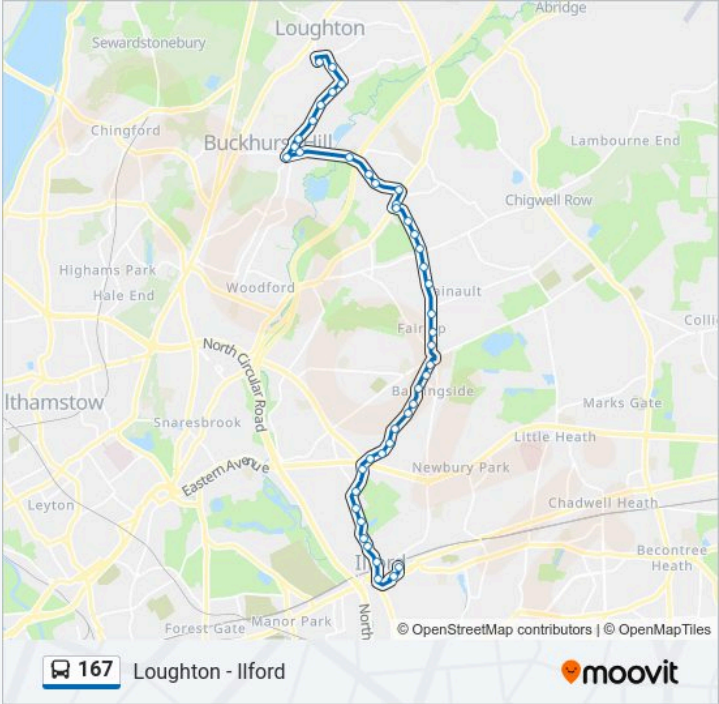 Abridge
Loughton
Sewardstonebury
Chingford
Buckhurst Hill
Lambourne End
Chigwell Row
Highams Park
Hale End
Woodford
ainault
Fairlop
Collie
North Circular Road
Barkingside
lthamstow
Marks Gate
Snaresbrook
Little Heath
Eastern Avenue
Newbury Park
Leyton
Chadwell Heath
Ilford
Becontree
Heath
Manor Park
Forest Gate
North
© OpenStreetMap contributors | © OpenMapTiles
167 Loughton - Ilford
moovit